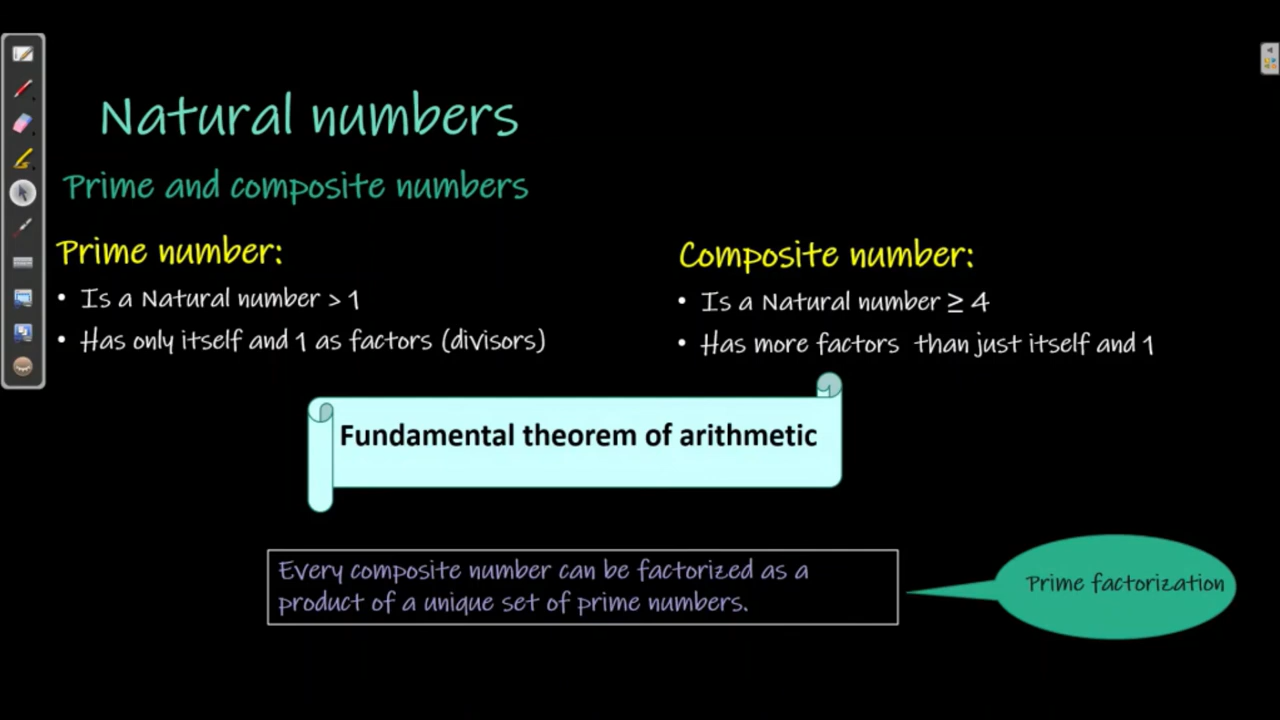 Natural numbers
Prime and composite numbers
Prime number:
• Is a Natural number > 1
• Has only itself and 1 as factors (divisors)
Composite number:
• Is a Natural number ≥ 4
• Has more factors than just itself and 1
Fundamental theorem of arithmetic
Every composite number can be factorized as a
product of a unique set of prime numbers.
Prime factorization